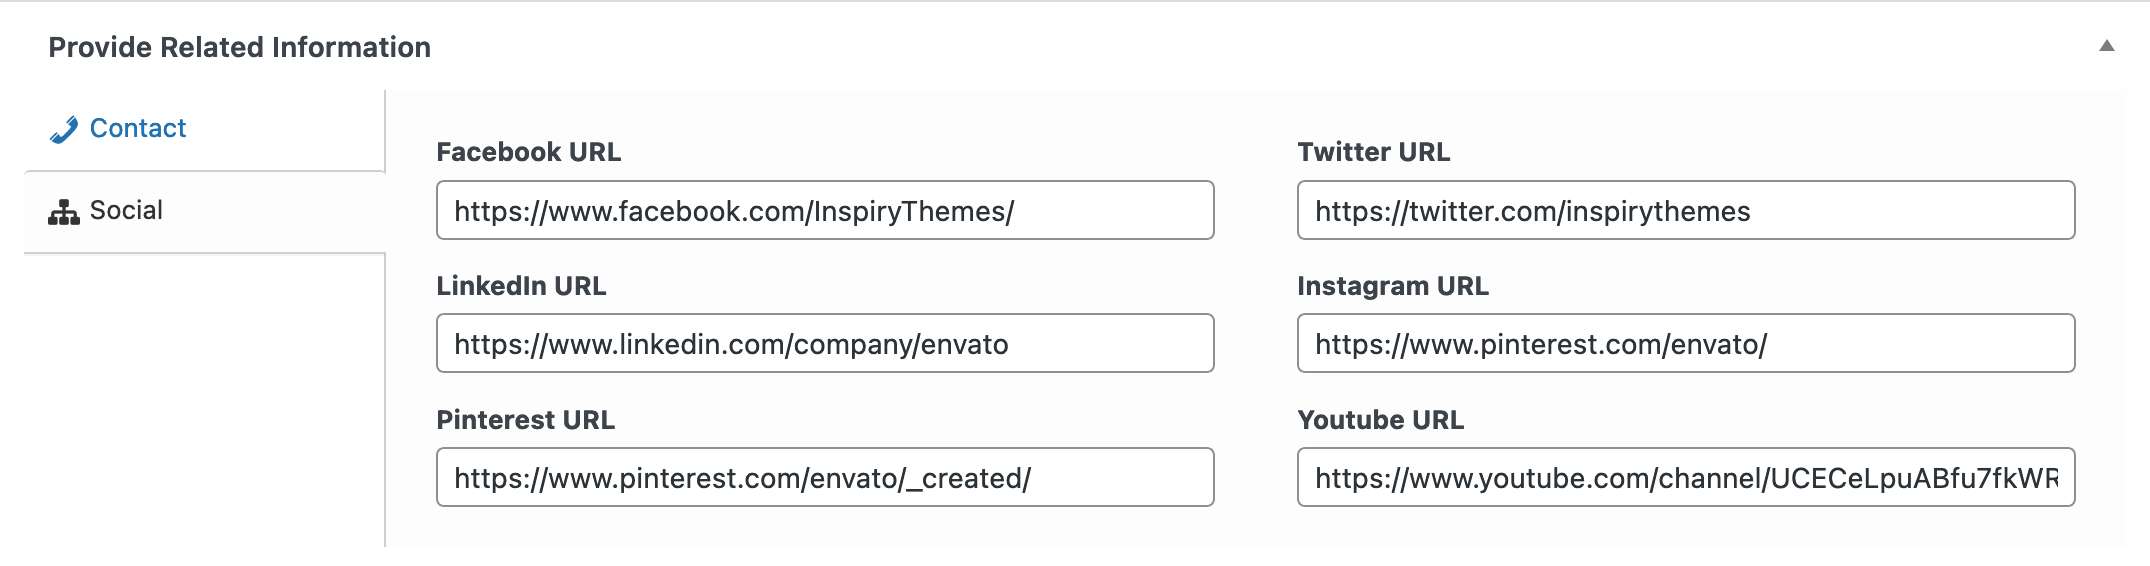 Provide Related Information
Contact
Social
Facebook URL
https://www.facebook.com/InspiryThemes/
Twitter URL
https://twitter.com/inspirythemes
LinkedIn URL
https://www.linkedin.com/company/envato
Instagram URL
https://www.pinterest.com/envato/
Pinterest URL
https://www.pinterest.com/envato/_created/
Youtube URL
https://www.youtube.com/channel/UCECeLpuABfu7fkWR